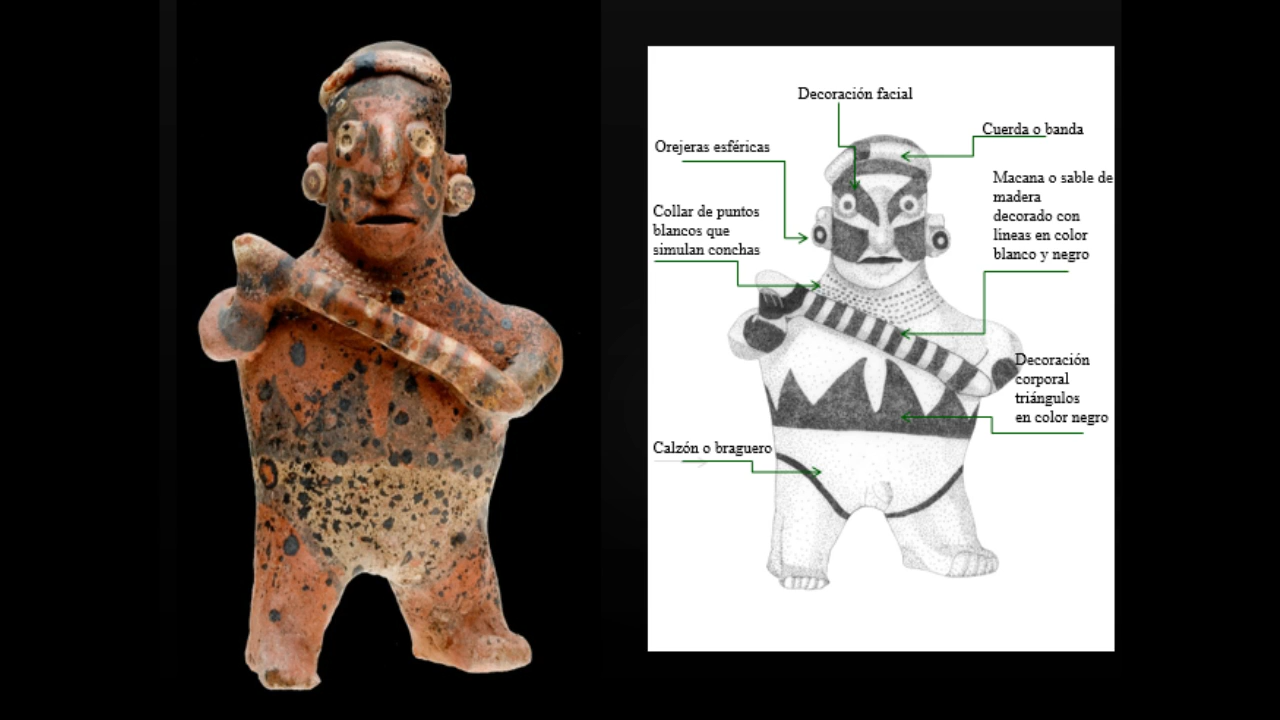 Decoración facial
Cuerda o banda
Orejeras esféricas
Macana o sable de
madera
decorado con
líneas en color
blanco y negro
Collar de puntos
blancos que
simulan conchas
Decoración
corporal
triángulos
en color negro
Calzón o braguero